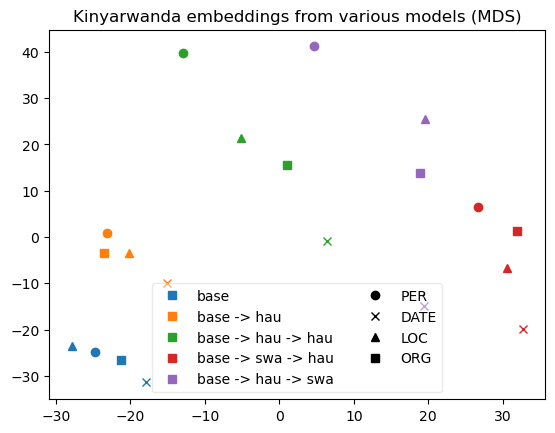 Kinyarwanda embeddings from various models (MDS)
40
30
20
10
0
−10
−20
−30
−30 −20 −10 0 10 20 30
base
base -> hau
base -> hau -> hau
base -> swa -> hau
base -> hau -> swa
PER
DATE
LOC
ORG